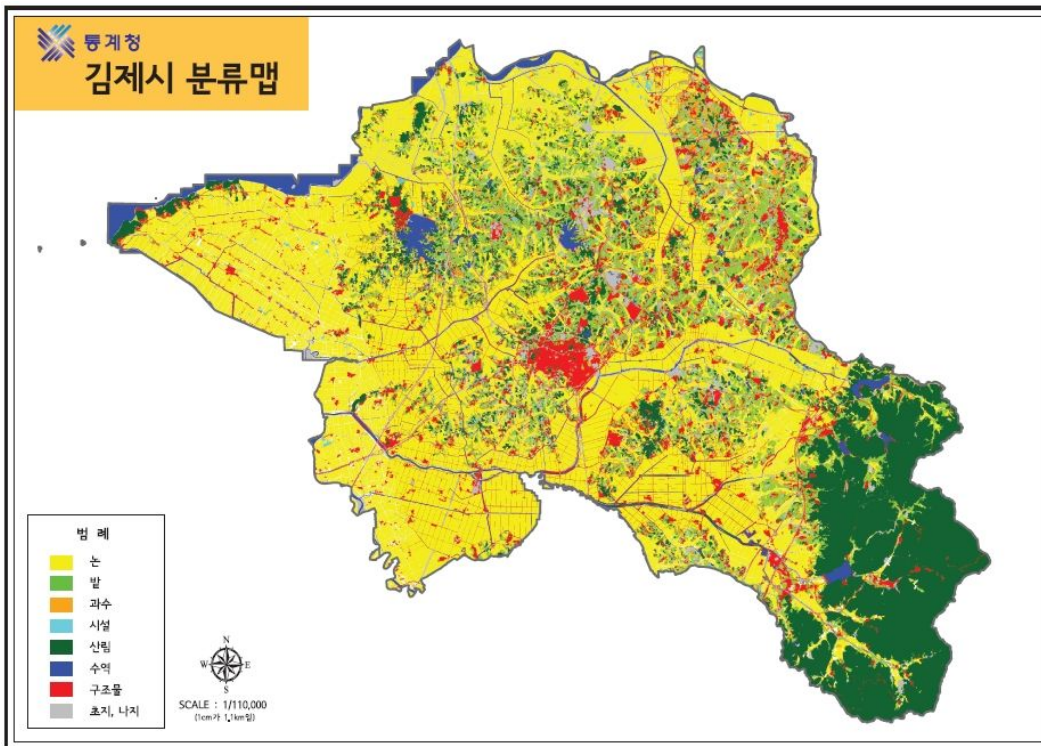 통계청
김제시 분류맵
범 례
논
밭
과수
시설
산림
수역
구조물
초지, 나지
N
W E
S
SCALE : 1/110,000
(1cm가 1.1km임)